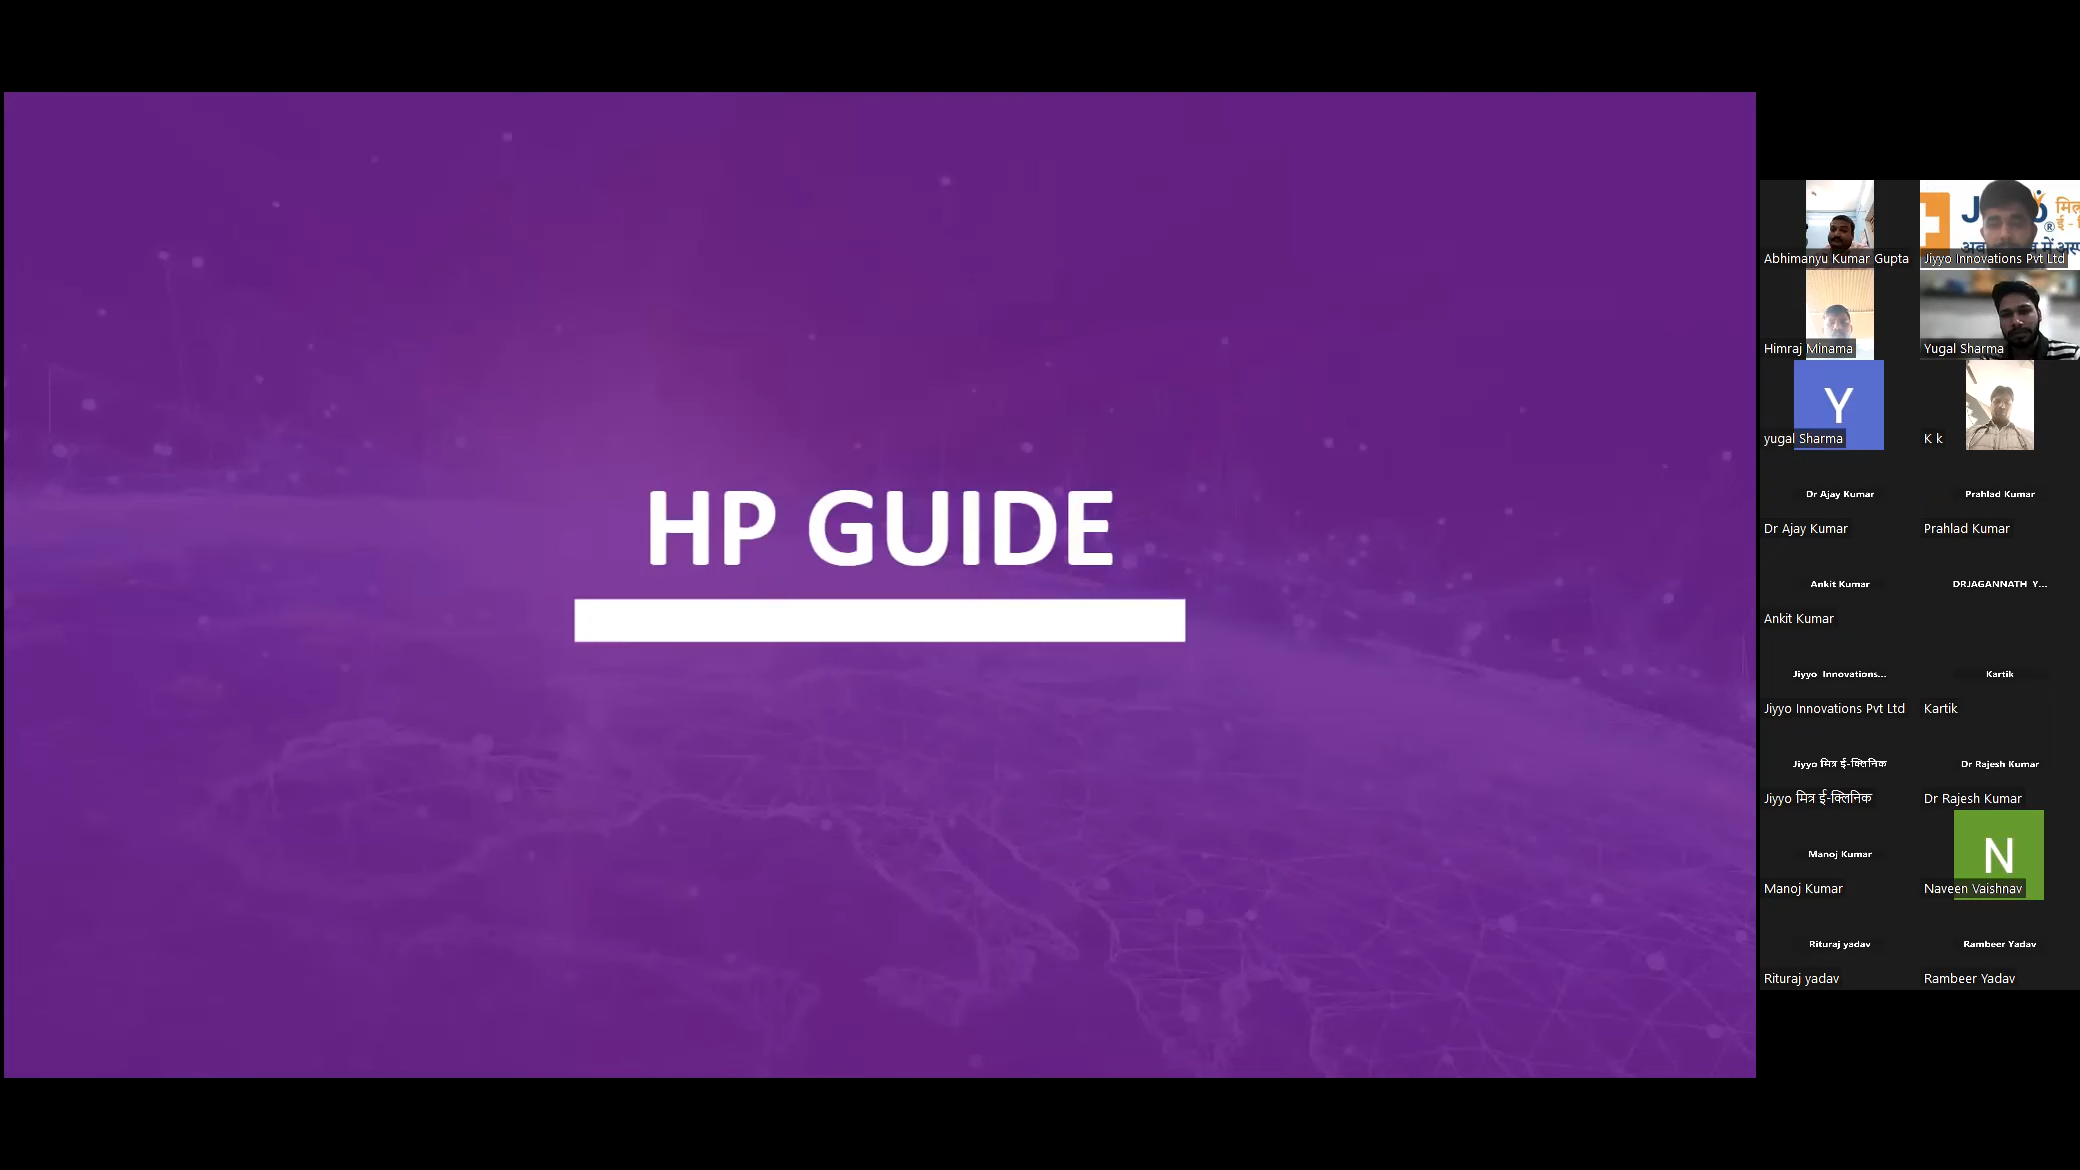 HP GUIDE
Abhimanyu Kumar Gupta
Jiyyo Innovations Pvt Ltd
Himraj Minama
Yugal Sharma
Y
yugal Sharma
K k
Dr Ajay Kumar
Dr Ajay Kumar
Prahlad Kumar
Prahlad Kumar
Ankit Kumar
Ankit Kumar
DRJAGANNATH Y...
Jiyyo Innovations...
Jiyyo Innovations Pvt Ltd
Kartik
Kartik
Jiyyo मित्र ई-क्लिनिक
Jiyyo मित्र ई-क्लिनिक
Dr Rajesh Kumar
Dr Rajesh Kumar
Manoj Kumar
Manoj Kumar
N
Naveen Vaishnav
Rituraj yadav
Rituraj yadav
Rambeer Yadav
Rambeer Yadav